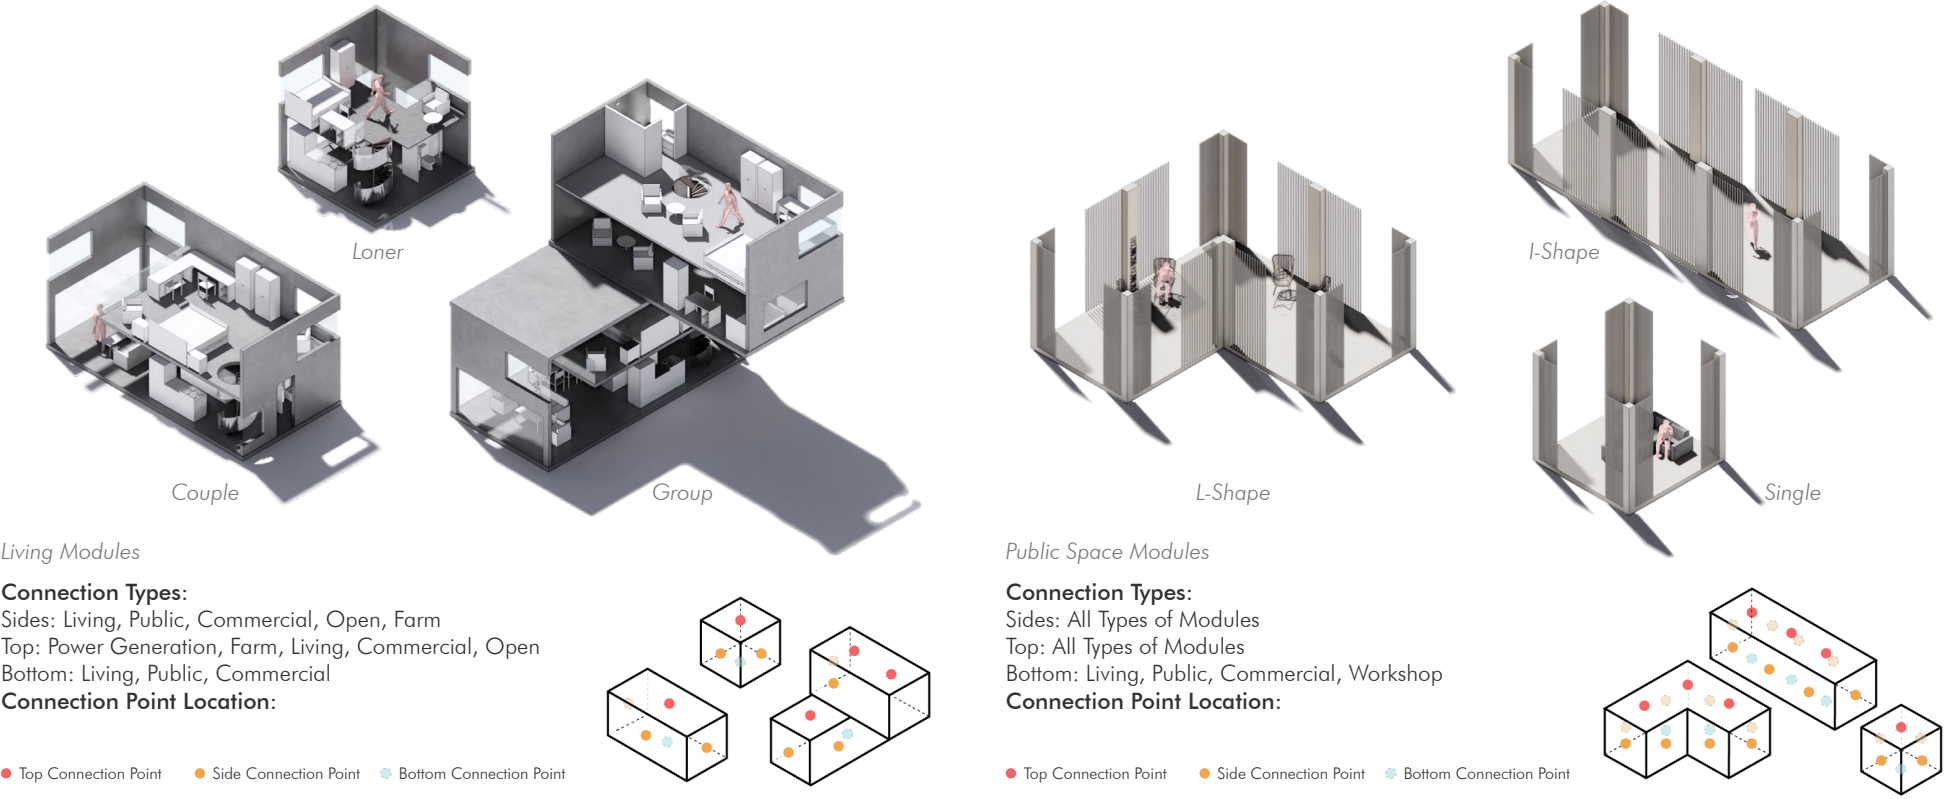 Loner
Couple
Group
Living Modules
Connection Types:
Sides: Living, Public, Commercial, Open, Farm
Top: Power Generation, Farm, Living, Commercial, Open
Bottom: Living, Public, Commercial
Connection Point Location:
Top Connection Point
Side Connection Point
Bottom Connection Point
I-Shape
L-Shape
Single
Public Space Modules
Connection Types:
Sides: All Types of Modules
Top: All Types of Modules
Bottom: Living, Public, Commercial, Workshop
Connection Point Location:
Top Connection Point
Side Connection Point
Bottom Connection Point